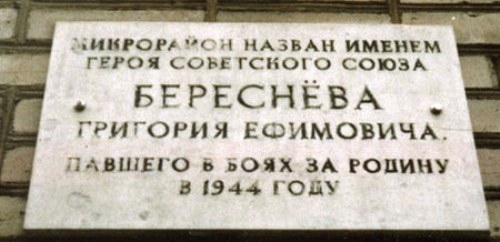 МИКРОРАЙОН НАЗВАН ИМЕНЕМ
ГЕРОЯ СОВЕТСКОГО СОЮЗА
БЕРЕСНЁВА
ГРИГОРИЯ ЕФИМОВИЧА.
ПАВШЕГО В БОЯХ ЗА РОДИНУ
В 1944 ГОДУ